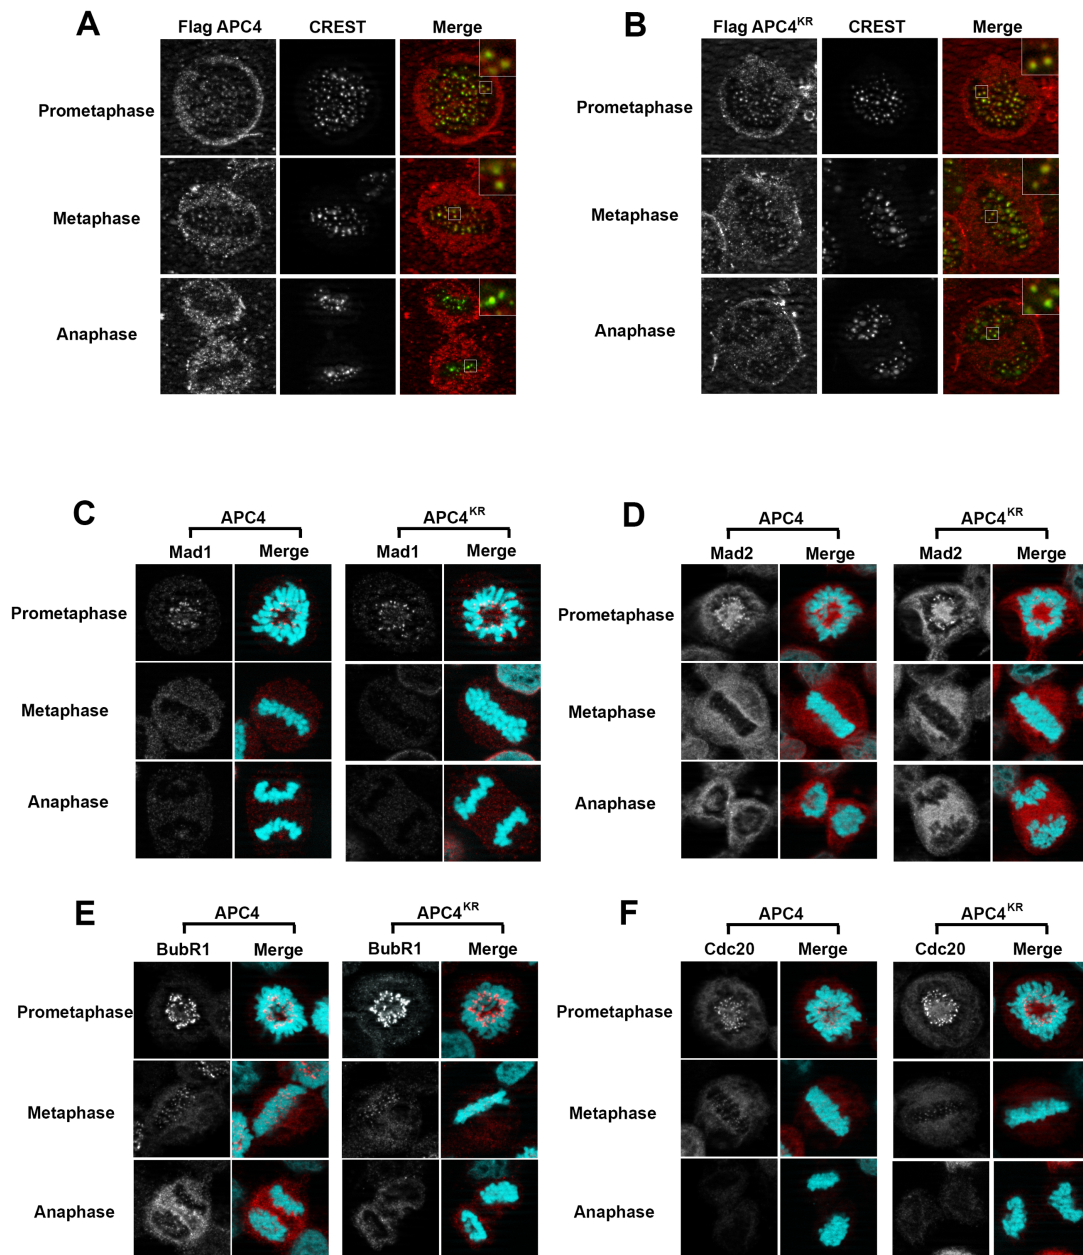 A
Flag APC4 CREST Merge
Prometaphase
Metaphase
Anaphase
B
Flag APC4KR CREST Merge
Prometaphase
Metaphase
Anaphase
C
APC4 APC4KR
Mad1 Merge Mad1 Merge
Prometaphase
Metaphase
Anaphase
D
APC4 APC4KR
Mad2 Merge Mad2 Merge
Prometaphase
Metaphase
Anaphase
E
APC4 APC4KR
BubR1 Merge BubR1 Merge
Prometaphase
Metaphase
Anaphase
F
APC4 APC4KR
Cdc20 Merge Cdc20 Merge
Prometaphase
Metaphase
Anaphase